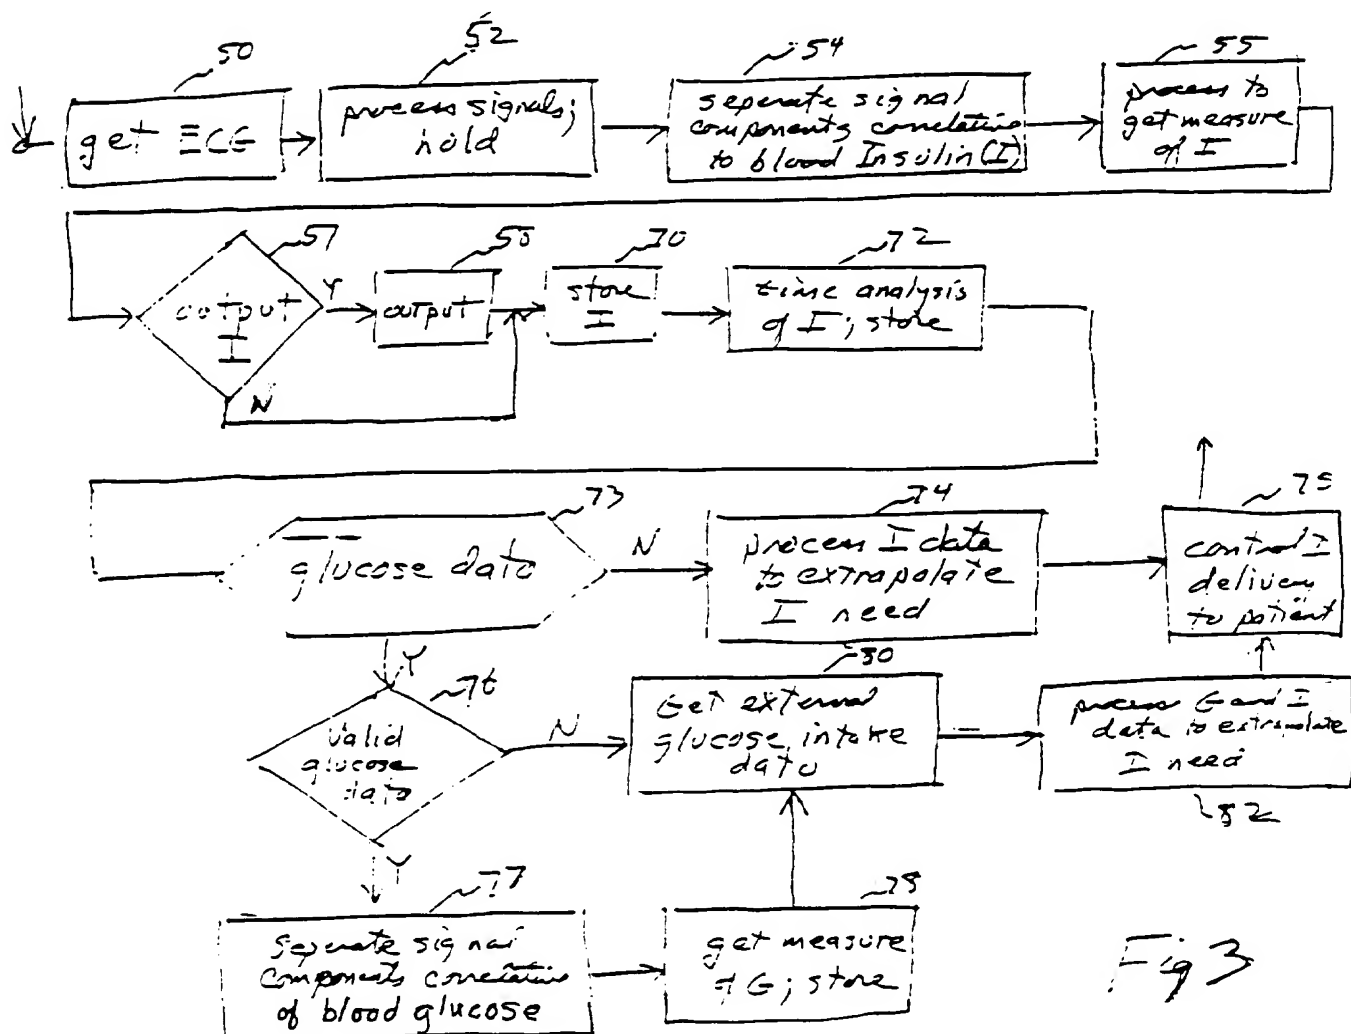 50
get ECG
52
process signals;
hold
54
seperate signal
components correlating
to blood Insulin(I)
55
process to
get measure
of I
57
output
I
Y
N
58
output
70
store
I
72
time analysis
of I; store
73
glucose data
N
Y
74
process I data
to extrapolate
I need
75
control I
delivery
to patient
76
Valid
glucose
data
N
Y
80
Get external
glucose intake
data
process G and I
data to extrapolate
I need
82
77
seperate signal
components correlating
of blood glucose
get measure
of G; store
Fig 3